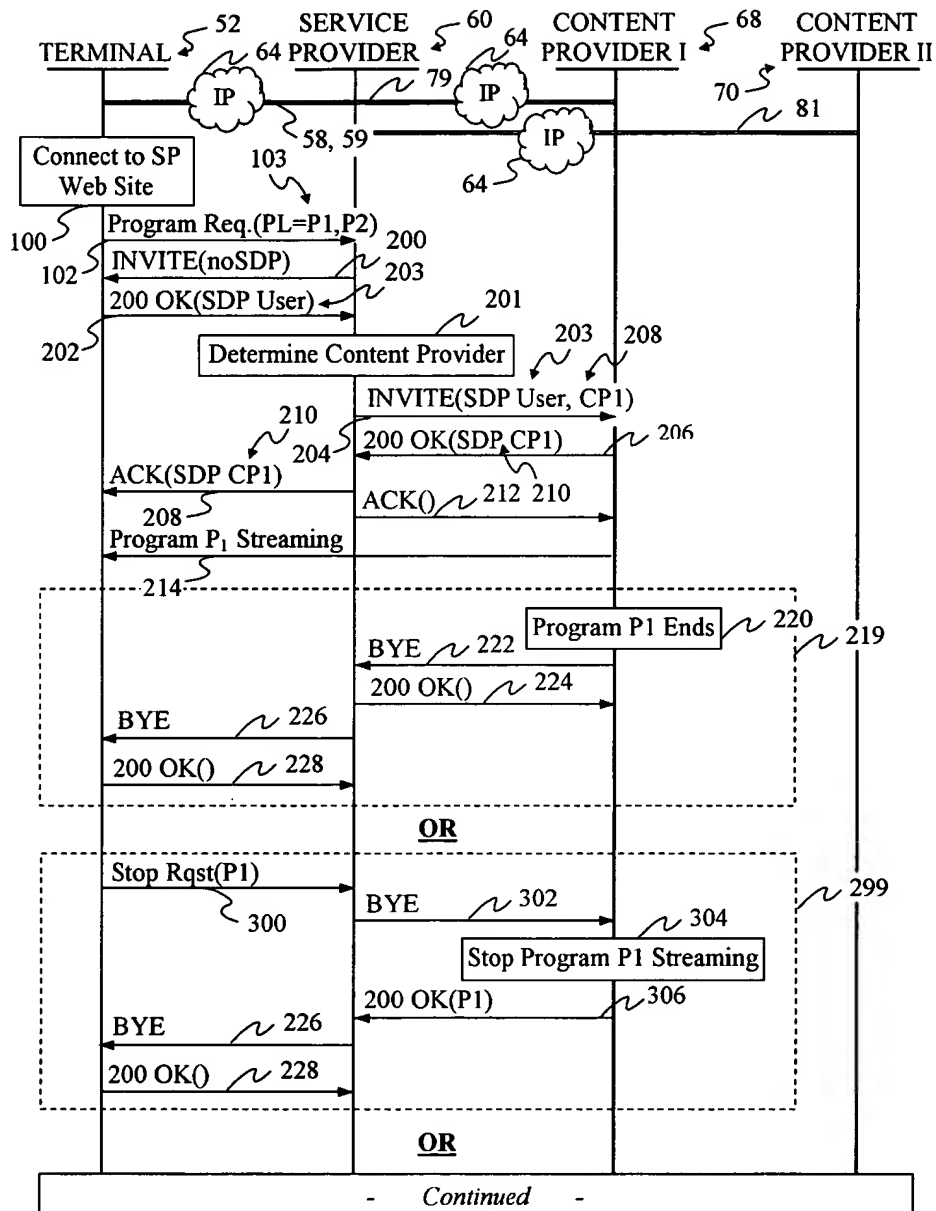 TERMINAL
52
SERVICE
PROVIDER
60
CONTENT
PROVIDER I
68
CONTENT
PROVIDER II
70
64
64
IP
79
IP
58, 59
IP
81
64
Connect to SP
Web Site
100
103
Program Req.(PL=P1,P2)
102
200
INVITE(noSDP)
203
200 OK(SDP User)
202
201
Determine Content Provider
203
208
INVITE(SDP User, CP1)
204
210
200 OK(SDP CP1)
206
ACK(SDP CP1)
208
ACK()
212
210
Program P1 Streaming
214
Program P1 Ends
220
219
BYE
222
200 OK()
224
BYE
226
200 OK()
228
OR
Stop Rqst(P1)
300
299
BYE
302
304
Stop Program P1 Streaming
200 OK(P1)
306
BYE
226
200 OK()
228
OR
- Continued -